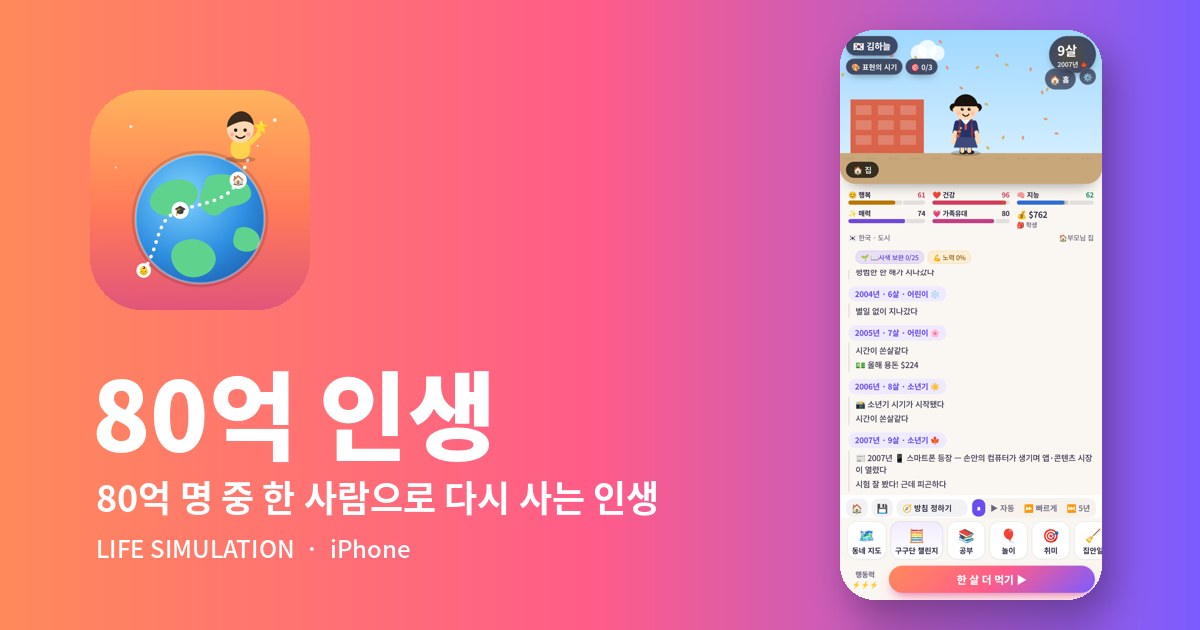 80억 인생
80억 명 중 한 사람으로 다시 사는 인생
LIFE SIMULATION · iPhone
🇰🇷 김하늘
9살
🎨 표현의 시기 🎯 0/3
2007년 🍁
🏠 홈 ⚙️
🏠 집
😊 행복 61 ❤️ 건강 96 🧠 지능 62
✨ 매력 74 💗 가족유대 80 💰 $762
🎒 학생
🇰🇷 한국 · 도시 🏠부모님 집
🌱 📖사색 보완 0/25 💪 노력 0%
평범한 한 해가 지나갔다
2004년 · 6살 · 어린이 ❄️
별일 없이 지나갔다
2005년 · 7살 · 어린이 🌸
시간이 쏜살같다
💵 올해 용돈 $224
2006년 · 8살 · 소년기 ☀️
📸 소년기 시기가 시작됐다
시간이 쏜살같다
2007년 · 9살 · 소년기 🍁
📰 2007년 📱 스마트폰 등장 — 손안의 컴퓨터가 생기며 앱·콘텐츠 시장
이 열렸다
시험 잘 봤다! 근데 피곤하다
🏠 💾 🧭 방침 정하기 ⏸ ▶ 자동 ⏩ 빠르게 ⏭ 5년
동네 지도 구구단 챌린지 공부 놀이 취미 집안일
행동력
⚡⚡⚡
한 살 더 먹기 ▶